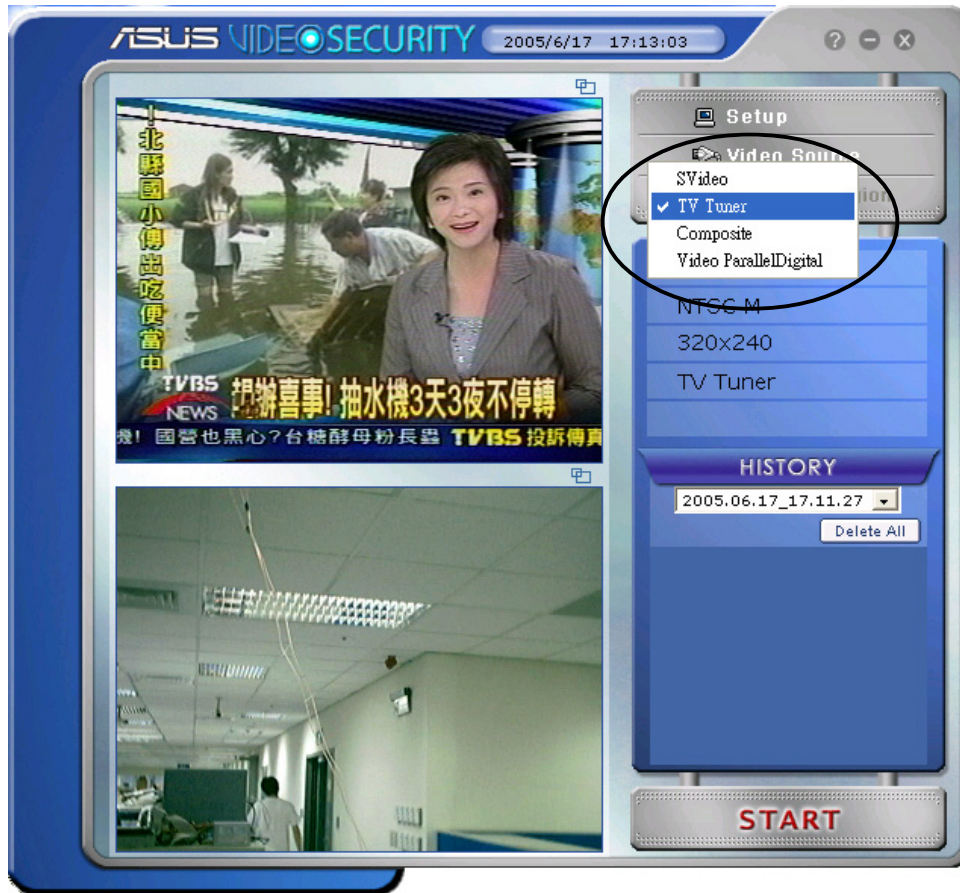 ASUS VIDEOSECURITY 2005/6/17 17:13:03
! 北縣國小傳出吃便當中
TVBS
NEWS
想辦喜事! 抽水機3天3夜不停轉
機! 國營也黑心?台糖酵母粉長蟲 TVBS 投訴傳真
Setup
Video Source
SVideo
✓ TV Tuner
Composite
Video ParallelDigital
NTSC M
320x240
TV Tuner
HISTORY
2005.06.17_17.11.27
Delete All
START